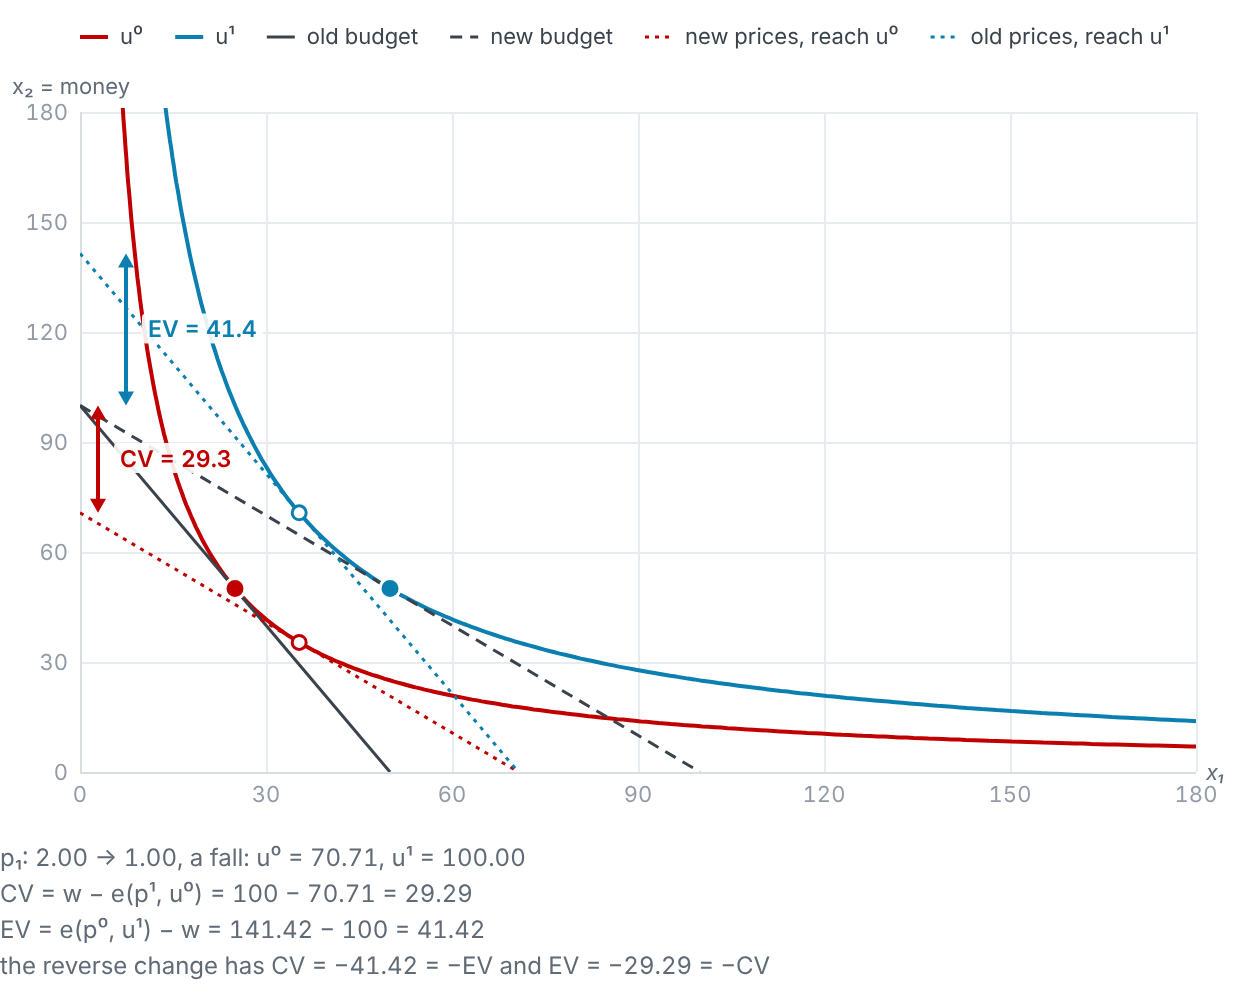 u⁰ u¹ old budget new budget new prices, reach u⁰ old prices, reach u¹
x₂ = money
180
150
EV = 41.4
120
90
CV = 29.3
60
30
0
x₁
0 30 60 90 120 150 180
p₁: 2.00 → 1.00, a fall: u⁰ = 70.71, u¹ = 100.00
CV = w − e(p¹, u⁰) = 100 − 70.71 = 29.29
EV = e(p⁰, u¹) − w = 141.42 − 100 = 41.42
the reverse change has CV = −41.42 = −EV and EV = −29.29 = −CV